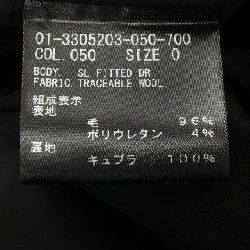 01-3305203-050-700
COL.050 SIZE 0
BODY SL FITTED DR
FABRIC TRACEABLE WOOL
組成表示
表地
毛 96%
ポリウレタン 4%
裏地
キュプラ 100%